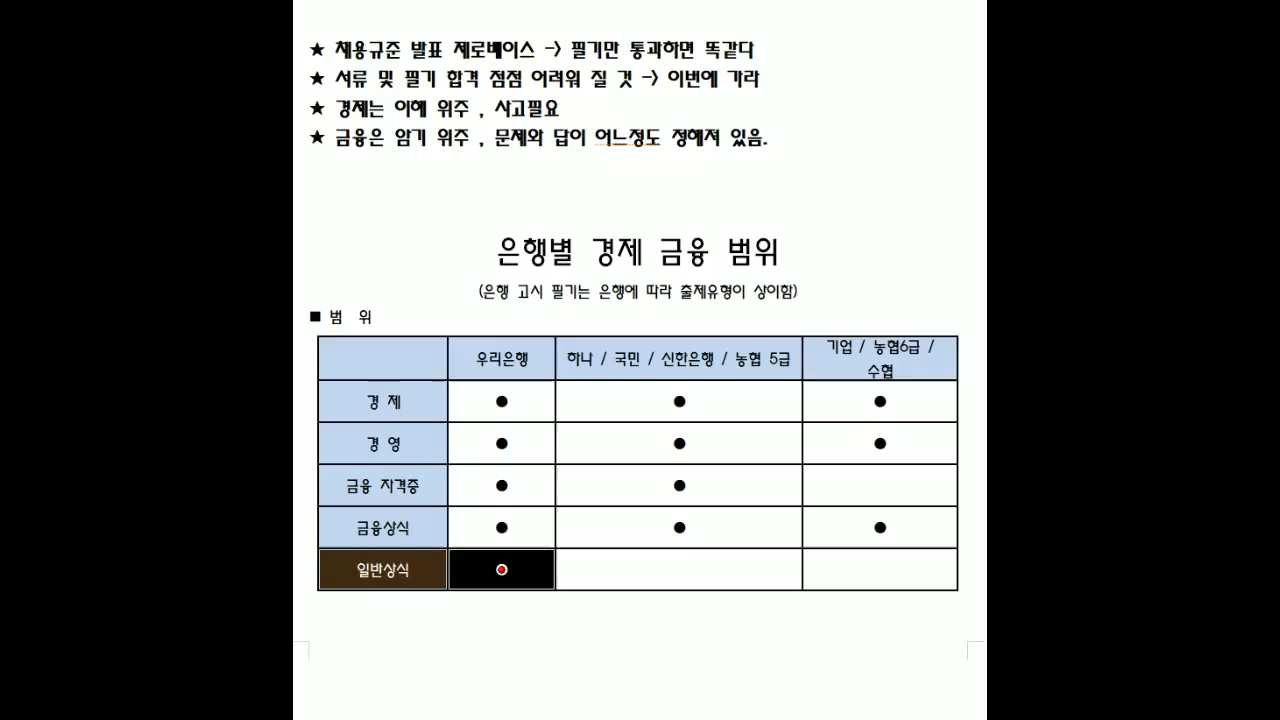 ★ 채용규준 발표 제로베이스 -> 필기만 통과하면 똑같다
★ 서류 및 필기 합격 점점 어려워 질 것 -> 이번에 가라
★ 경제는 이해 위주 , 사고필요
★ 금융은 암기 위주 , 문제와 답이 어느정도 정해져 있음.
은행별 경제 금융 범위
(은행 고시 필기는 은행에 따라 출제유형이 상이함)
■ 범 위
우리은행 하나 / 국민 / 신한은행 / 농협 5급 기업 / 농협6급 /
수협
경 제 ● ● ●
경 영 ● ● ●
금융 자격증 ● ●
금융상식 ● ● ●
일반상식 ●